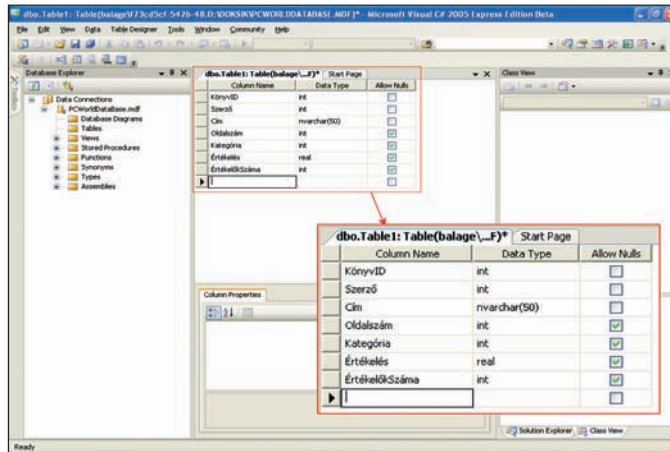 dbo.Table1: Table(balage\f73cd5cf-5426-48.D:\DOKSIK\PCWORLDDATABASE.MDF)* - Microsoft Visual C# 2005 Express Edition Beta
File Edit View Data Table Designer Tools Window Community Help
Database Explorer
Data Connections
PCWorldDataBase.mdf
Database Diagrams
Tables
Views
Stored Procedures
Functions
Synonyms
Types
Assemblies
Toolbox
dbo.Table1: Table(balage\...F)* Start Page
Column Name Data Type Allow Nulls
KönyvID int
Szerző int
Cím nvarchar(50)
Oldalszám int
Kategória int
Értékelés real
ÉrtékelőkSzáma int
Class View
Column Properties
dbo.Table1: Table(balage\...F)* Start Page
Column Name Data Type Allow Nulls
KönyvID int
Szerző int
Cím nvarchar(50)
Oldalszám int
Kategória int
Értékelés real
ÉrtékelőkSzáma int
Solution Explorer Class View
Ready